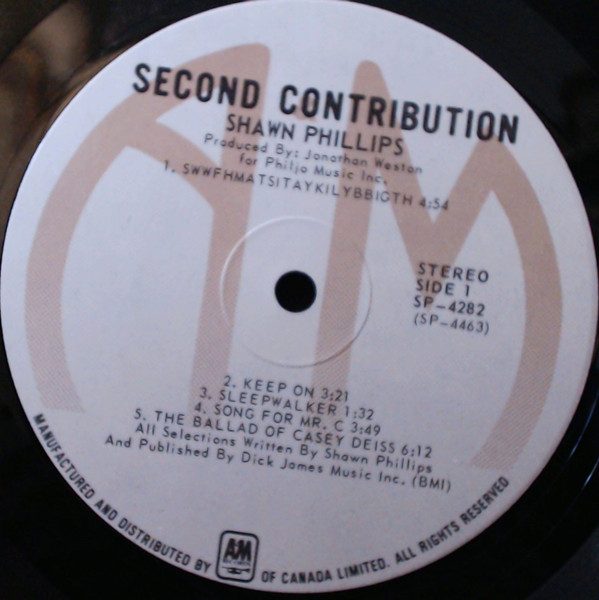 SECOND CONTRIBUTION
SHAWN PHILLIPS
Produced By: Jonathan Weston
for Philjo Music Inc.
1. SWWFHMATSITAYKILYBBIGTH 4:54
STEREO
SIDE 1
SP-4282
(SP-4463)
2. KEEP ON 3:21
3. SLEEPWALKER 1:32
4. SONG FOR MR. C 3:49
5. THE BALLAD OF CASEY DEISS 6:12
All Selections Written By Shawn Phillips
And Published By Dick James Music Inc. (BMI)
MANUFACTURED AND DISTRIBUTED BY AM RECORDS OF CANADA LIMITED. ALL RIGHTS RESERVED